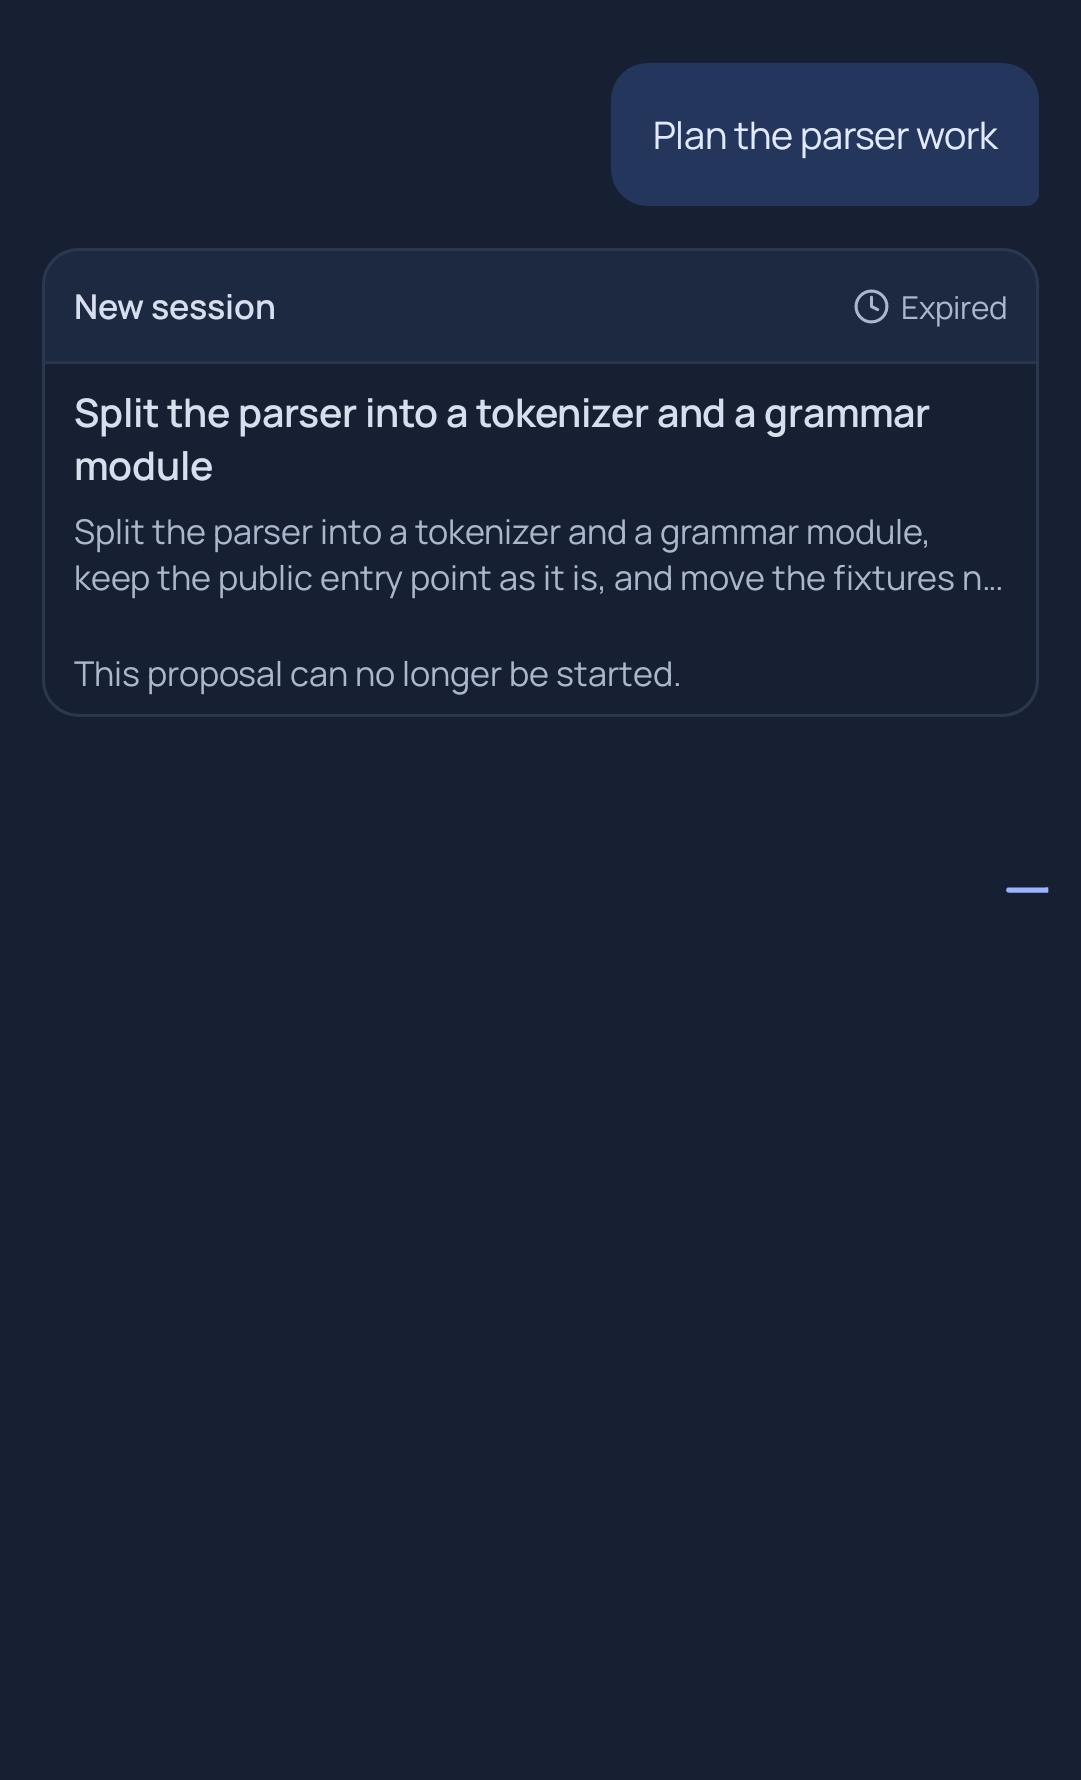 Plan the parser work
New session
Expired
Split the parser into a tokenizer and a grammar
module
Split the parser into a tokenizer and a grammar module,
keep the public entry point as it is, and move the fixtures n…
This proposal can no longer be started.